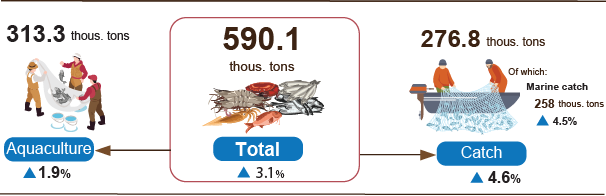 313.3 thous. tons
Aquaculture
▲1.9%
590.1
thous. tons
Total
▲ 3.1%
276.8 thous. tons
Of which:
Marine catch
258 thous. tons
▲ 4.5%
Catch
▲ 4.6%